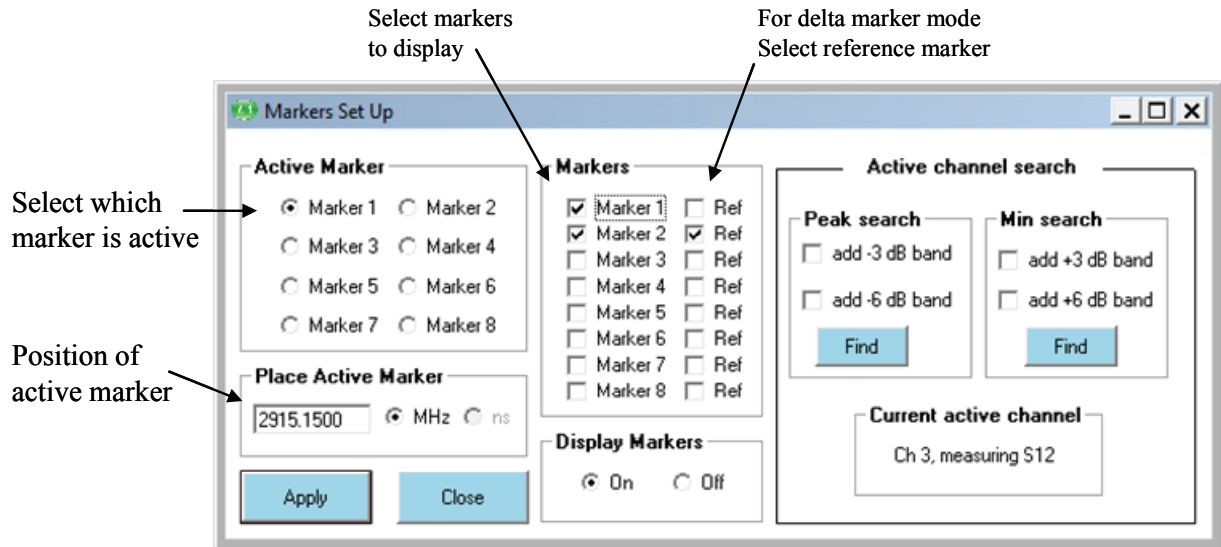 Select markers
to display
For delta marker mode
Select reference marker
Markers Set Up
Select which
marker is active
Active Marker
Marker 1 Marker 2
Marker 3 Marker 4
Marker 5 Marker 6
Marker 7 Marker 8
Position of
active marker
Place Active Marker
2915.1500 MHz ns
Apply Close
Markers
Marker 1 Ref
Marker 2 Ref
Marker 3 Ref
Marker 4 Ref
Marker 5 Ref
Marker 6 Ref
Marker 7 Ref
Marker 8 Ref
Display Markers
On Off
Active channel search
Peak search
add -3 dB band
add -6 dB band
Find
Min search
add +3 dB band
add +6 dB band
Find
Current active channel
Ch 3, measuring S12